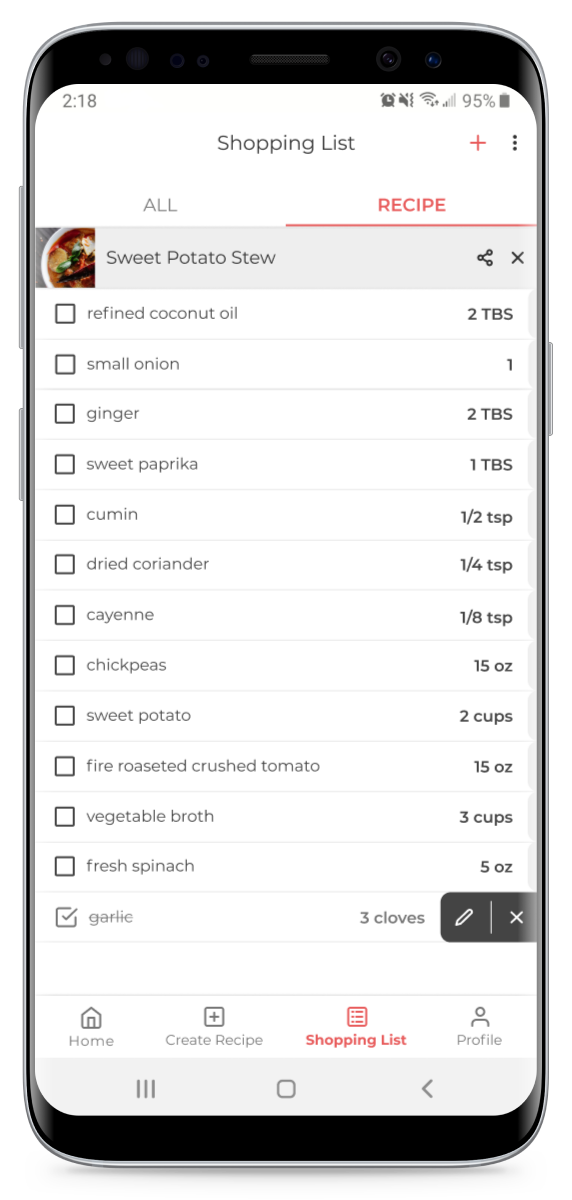 2:18 95%
Shopping List
ALL RECIPE
Sweet Potato Stew
refined coconut oil 2 TBS
small onion 1
ginger 2 TBS
sweet paprika 1 TBS
cumin 1/2 tsp
dried coriander 1/4 tsp
cayenne 1/8 tsp
chickpeas 15 oz
sweet potato 2 cups
fire roaseted crushed tomato 15 oz
vegetable broth 3 cups
fresh spinach 5 oz
garlic 3 cloves
Home Create Recipe Shopping List Profile